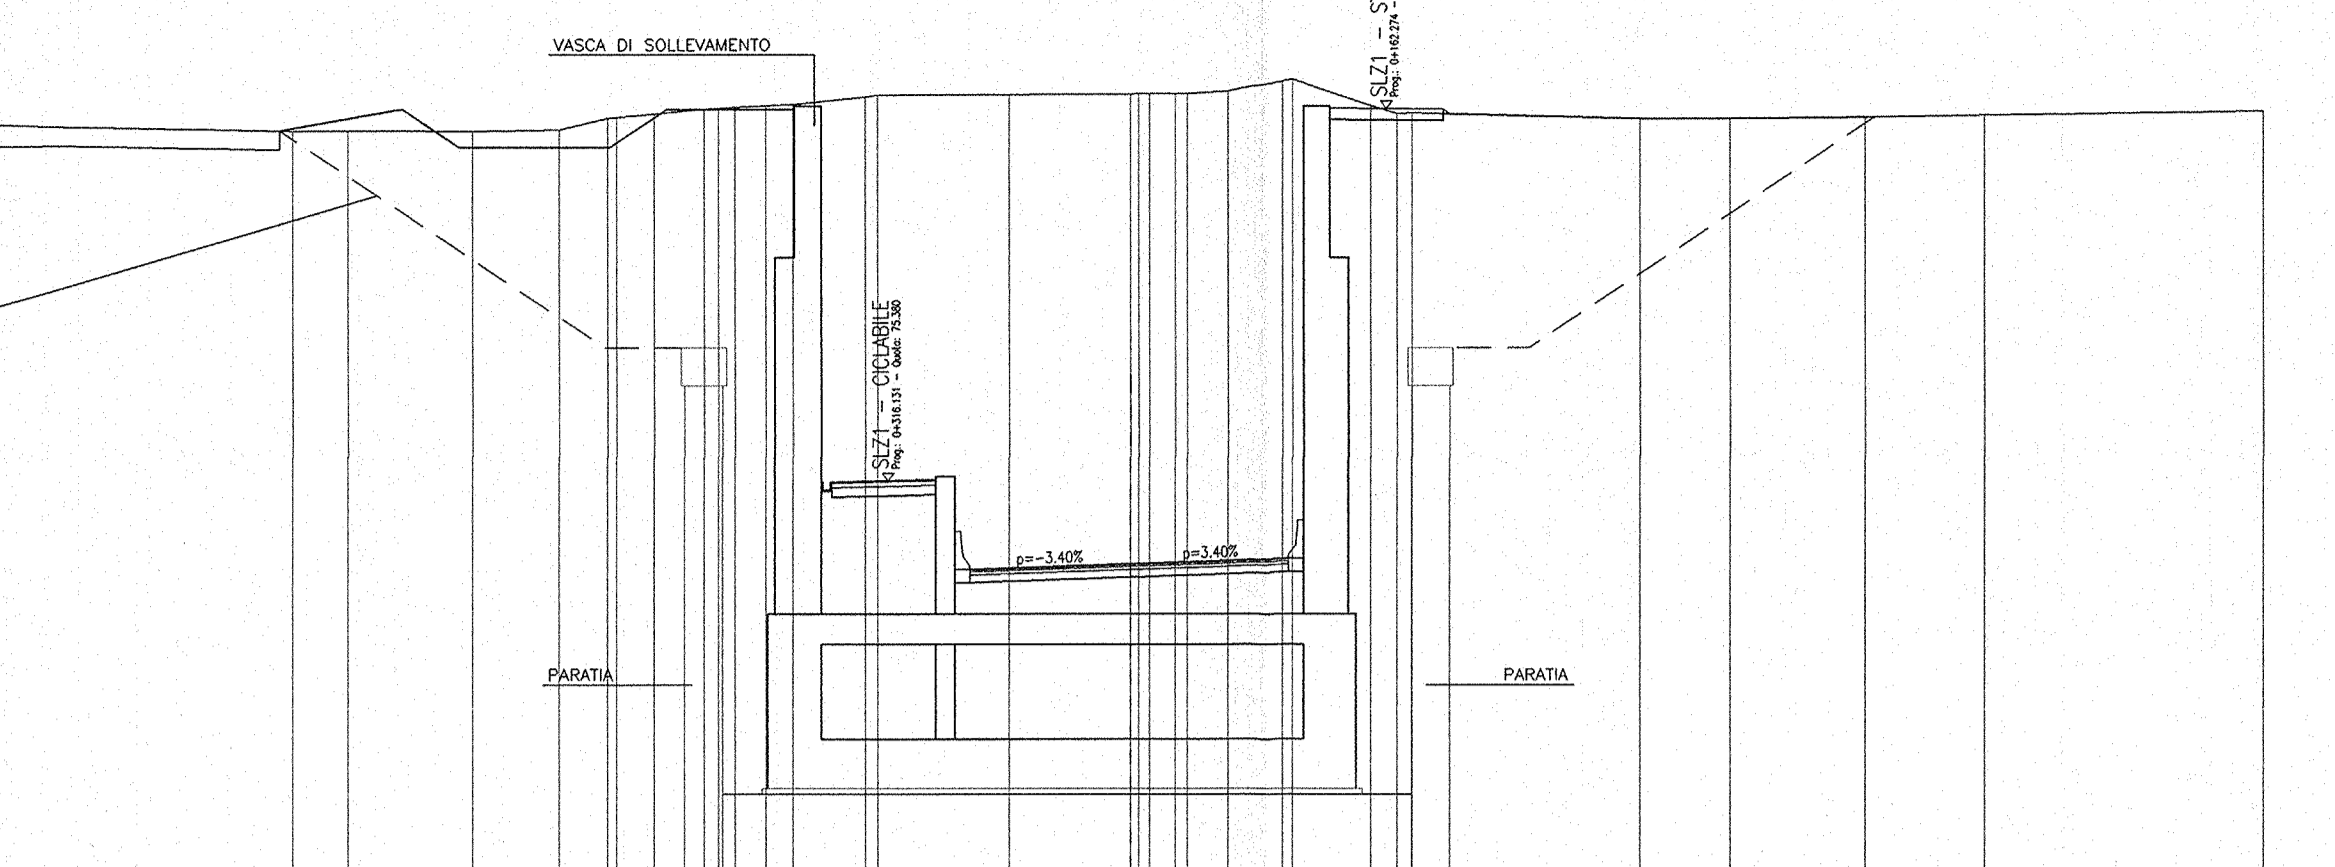 VASCA DI SOLLEVAMENTO
SLZ1 - S
Prog.: 0+162.274 -
SLZ1 - CICLABILE
Prog.: 0+316.131 - Quota: 75.380
p=-3.40%
p=3.40%
PARATIA
PARATIA